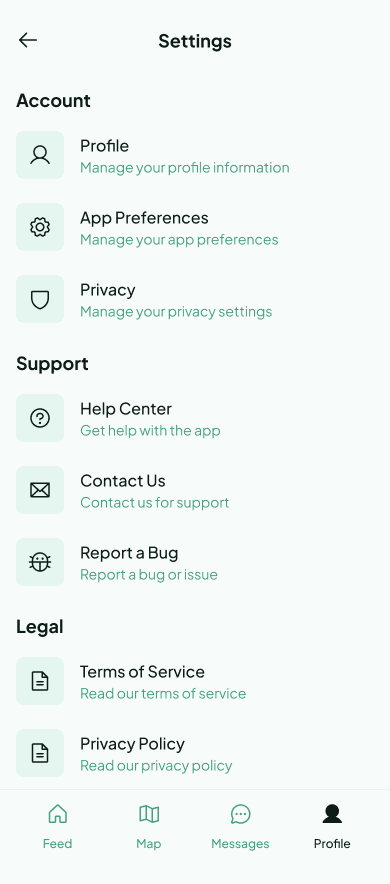 Settings
Account
Profile
Manage your profile information
App Preferences
Manage your app preferences
Privacy
Manage your privacy settings
Support
Help Center
Get help with the app
Contact Us
Contact us for support
Report a Bug
Report a bug or issue
Legal
Terms of Service
Read our terms of service
Privacy Policy
Read our privacy policy
Feed Map Messages Profile